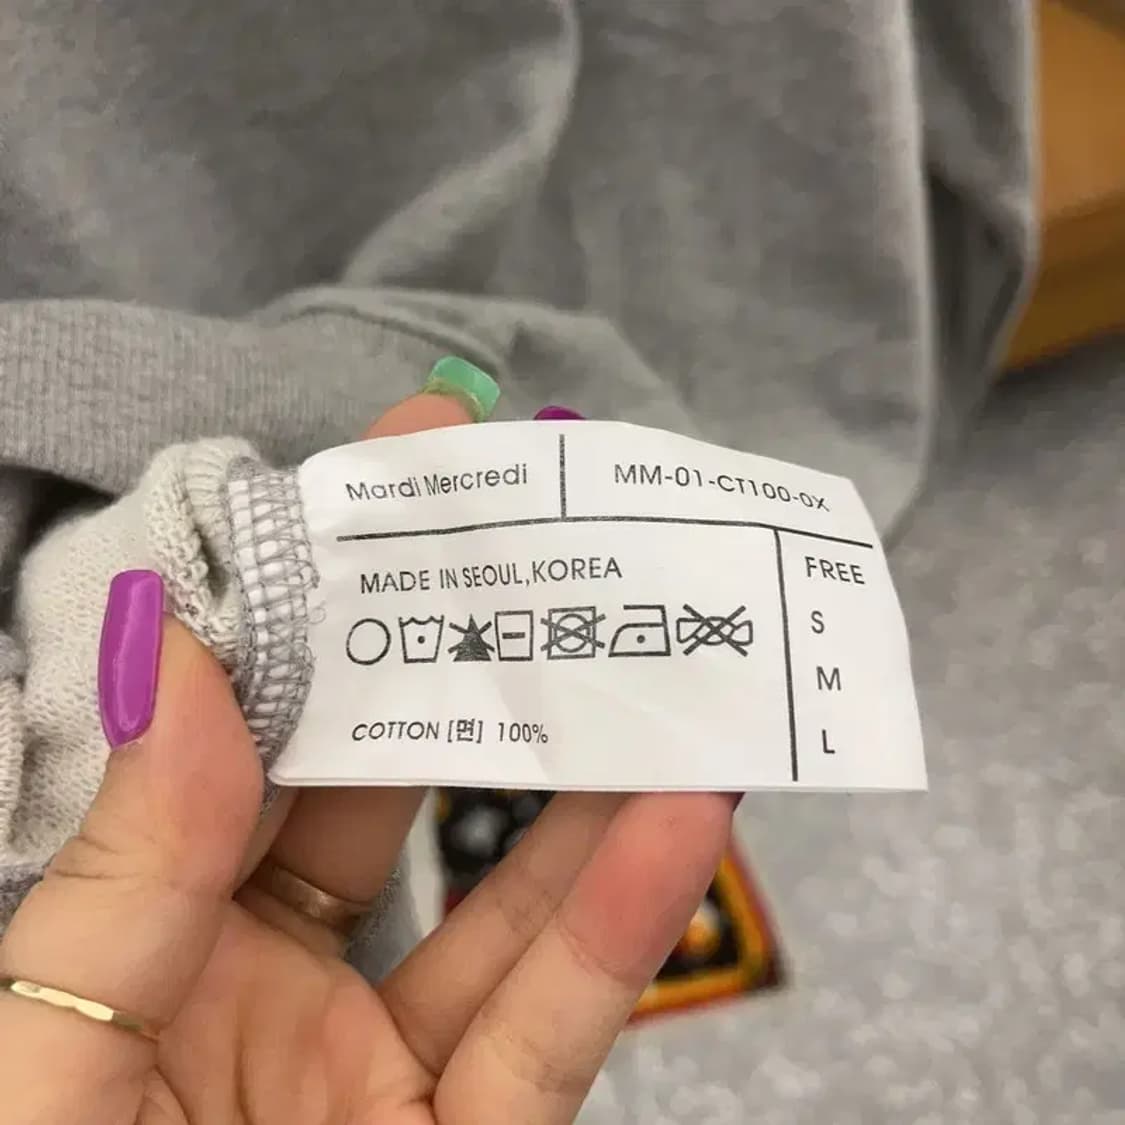 Mardi Mercredi
MM-01-CT100-0X
MADE IN SEOUL,KOREA
COTTON [면] 100%
FREE
S
M
L